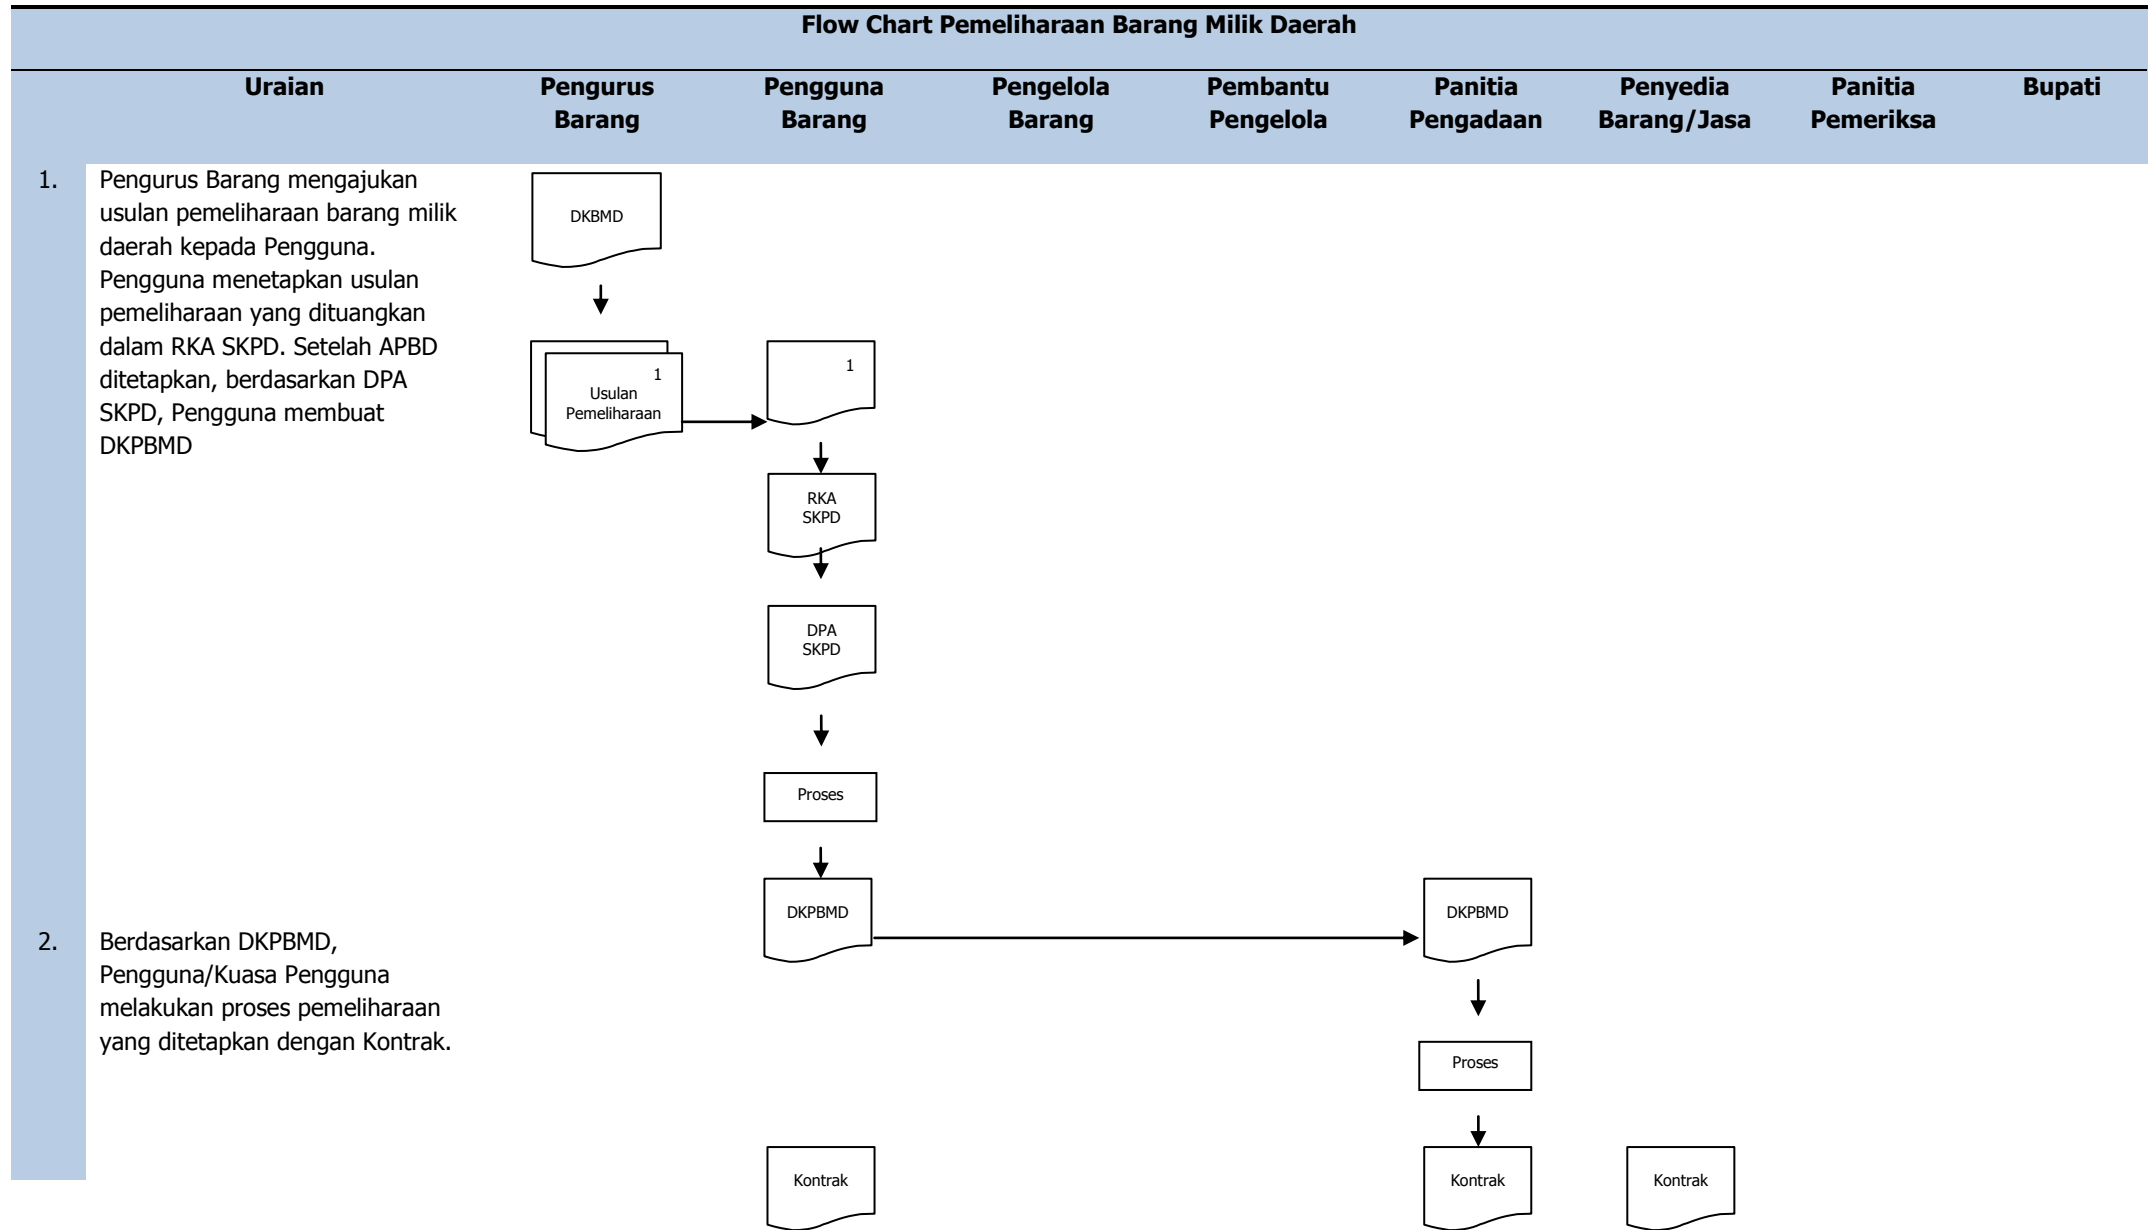 Flow Chart Pemeliharaan Barang Milik Daerah
Uraian
Pengurus
Barang
Pengguna
Barang
Pengelola
Barang
Pembantu
Pengelola
Panitia
Pengadaan
Penyedia
Barang/Jasa
Panitia
Pemeriksa
Bupati
1.
Pengurus Barang mengajukan
usulan pemeliharaan barang milik
daerah kepada Pengguna.
Pengguna menetapkan usulan
pemeliharaan yang dituangkan
dalam RKA SKPD. Setelah APBD
ditetapkan, berdasarkan DPA
SKPD, Pengguna membuat
DKPBMD
DKBMD
1
Usulan
Pemeliharaan
1
RKA
SKPD
DPA
SKPD
Proses
DKPBMD
DKPBMD
2.
Berdasarkan DKPBMD,
Pengguna/Kuasa Pengguna
melakukan proses pemeliharaan
yang ditetapkan dengan Kontrak.
Proses
Kontrak
Kontrak
Kontrak